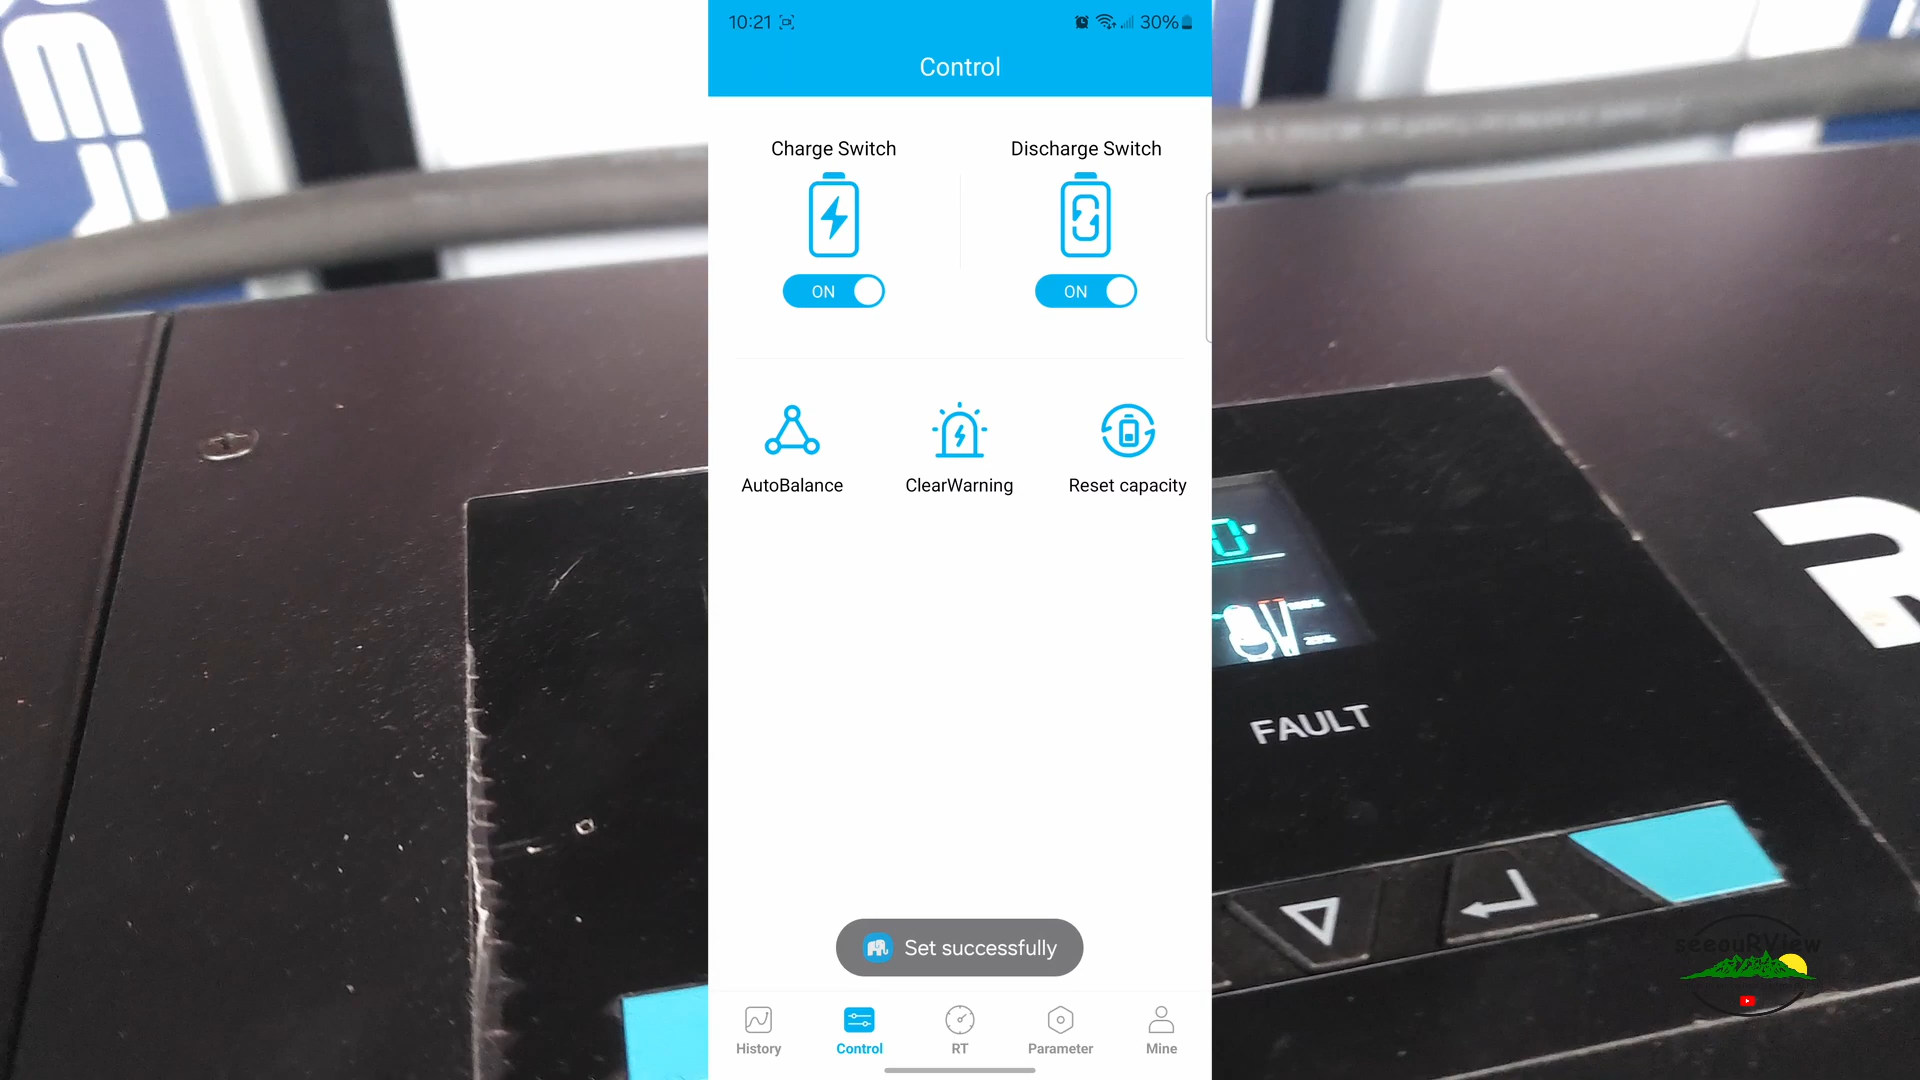 10:21
30%
Control
Charge Switch
Discharge Switch
ON
ON
AutoBalance
ClearWarning
Reset capacity
FAULT
Set successfully
seeouRView
History
Control
RT
Parameter
Mine